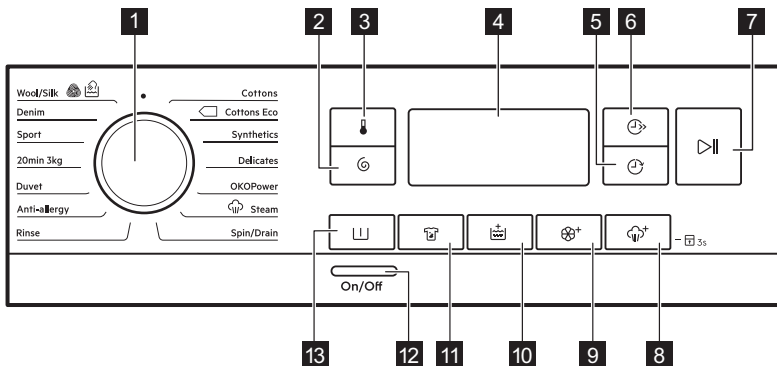 1
2
3
4
5
6
7
Wool/Silk
Denim
Sport
20min 3kg
Duvet
Anti-allergy
Rinse
Cottons
Cottons Eco
Synthetics
Delicates
OKOPower
Steam
Spin/Drain
3s
On/Off
13
12
11
10
9
8